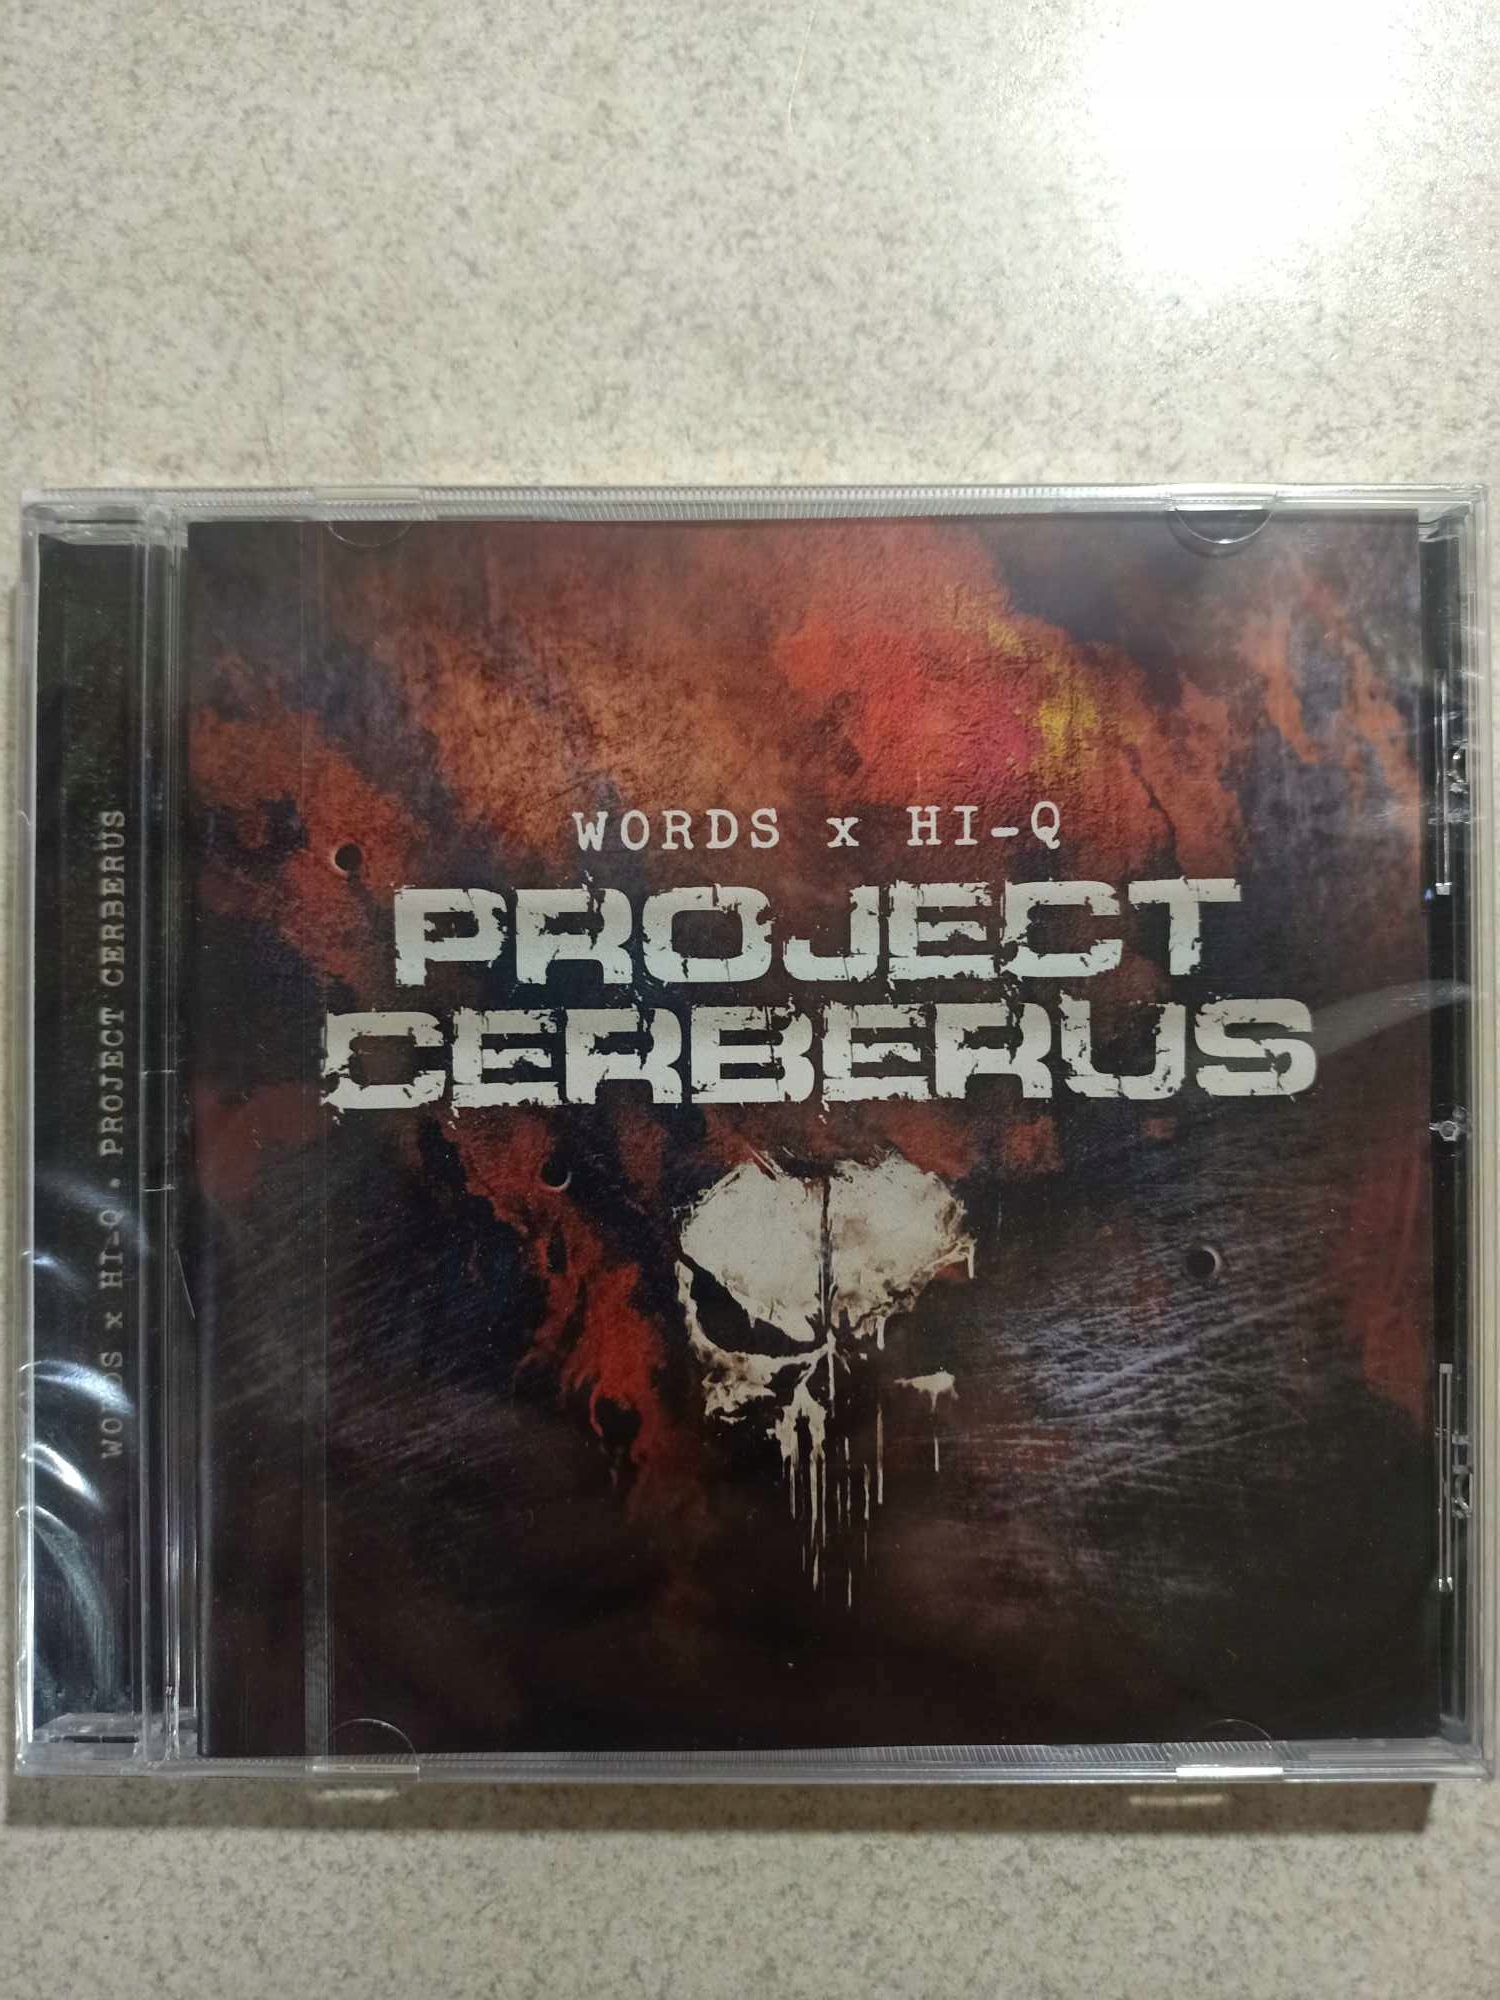 WORDS x HI-Q
PROJECT
CERBERUS
WORDS x HI-Q • PROJECT CERBERUS